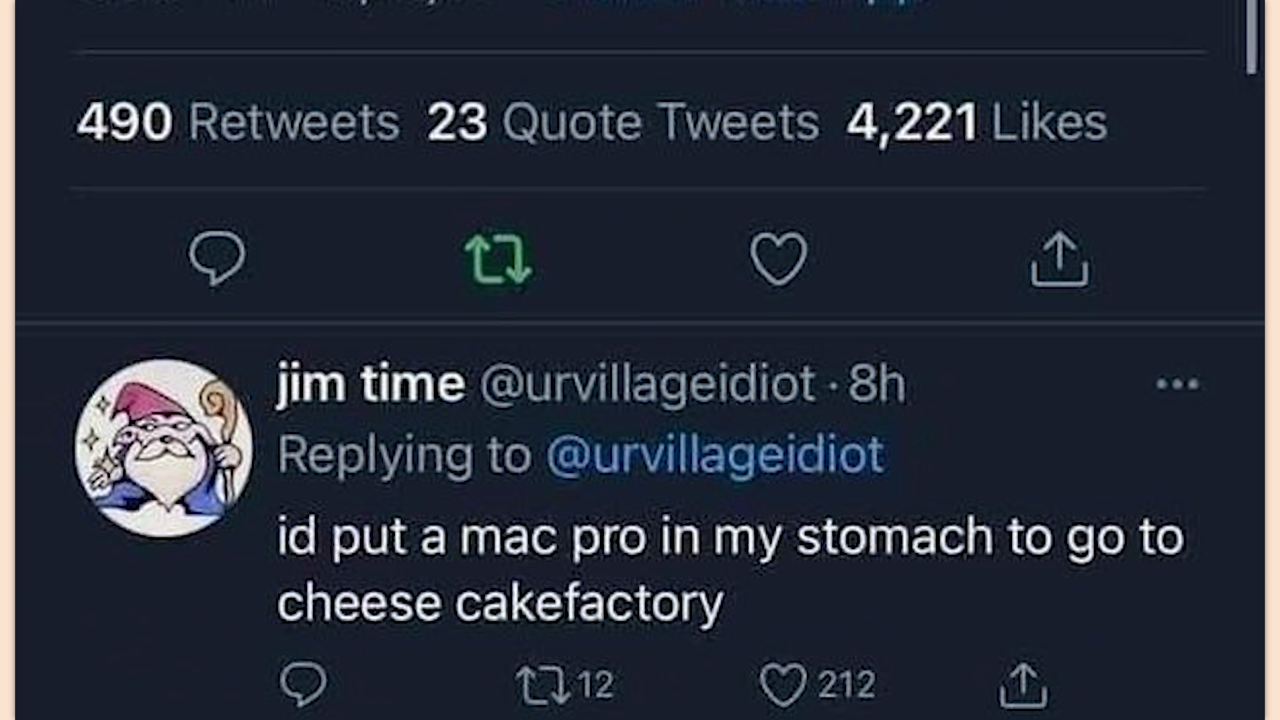 490 Retweets 23 Quote Tweets 4,221 Likes
jim time @urvillageidiot · 8h
Replying to @urvillageidiot
id put a mac pro in my stomach to go to
cheese cakefactory
12 212